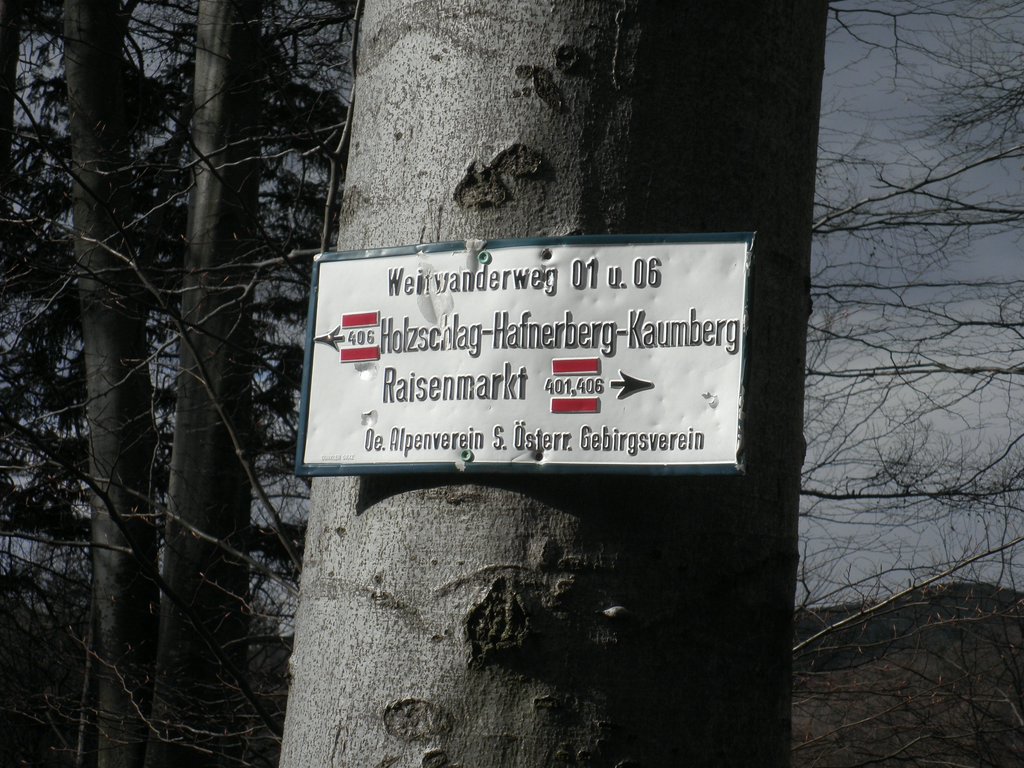 Weitwanderweg 01 u. 06
406 Holzschlag-Hafnerberg-Kaumberg
Raisenmarkt 401,406
Oe. Alpenverein S. Österr. Gebirgsverein